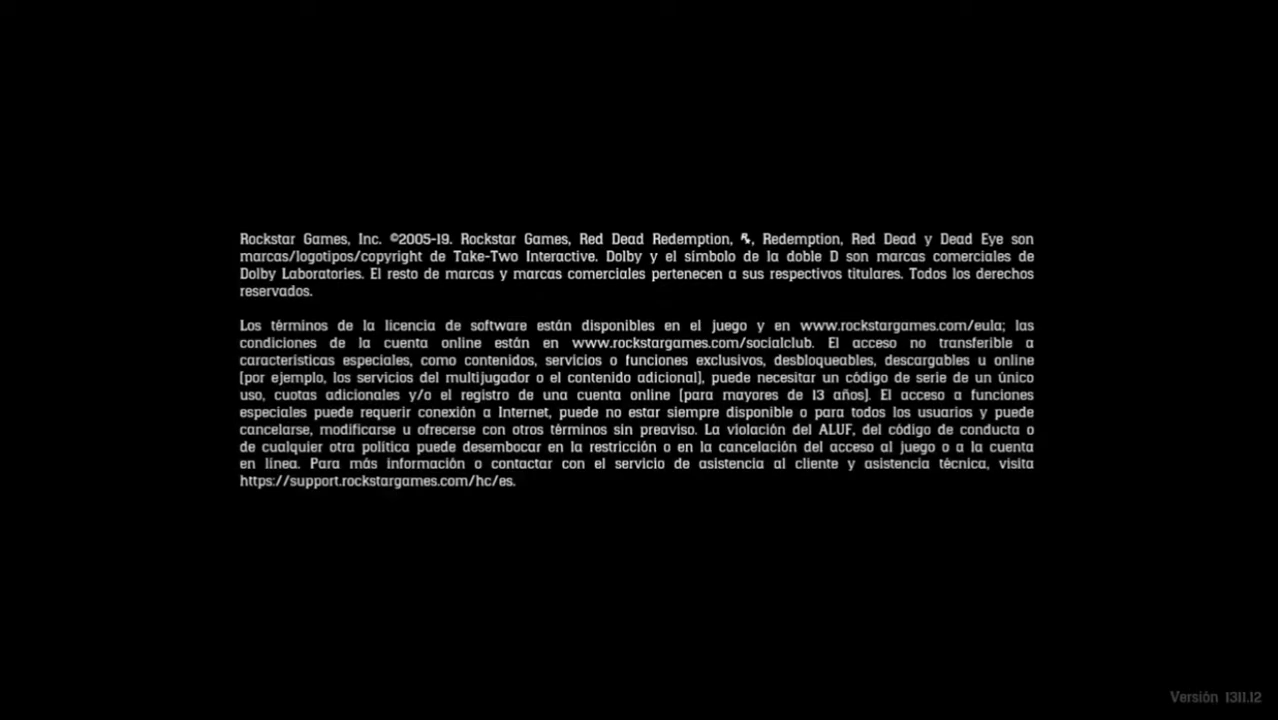 Rockstar Games, Inc. ©2005-19. Rockstar Games, Red Dead Redemption, R*, Redemption, Red Dead y Dead Eye son
marcas/logotipos/copyright de Take-Two Interactive. Dolby y el símbolo de la doble D son marcas comerciales de
Dolby Laboratories. El resto de marcas y marcas comerciales pertenecen a sus respectivos titulares. Todos los derechos
reservados.
Los términos de la licencia de software están disponibles en el juego y en www.rockstargames.com/eula; las
condiciones de la cuenta online están en www.rockstargames.com/socialclub. El acceso no transferible a
características especiales, como contenidos, servicios o funciones exclusivos, desbloqueables, descargables u online
(por ejemplo, los servicios del multijugador o el contenido adicional), puede necesitar un código de serie de un único
uso, cuotas adicionales y/o el registro de una cuenta online (para mayores de 13 años). El acceso a funciones
especiales puede requerir conexión a Internet, puede no estar siempre disponible o para todos los usuarios y puede
cancelarse, modificarse u ofrecerse con otros términos sin preaviso. La violación del ALUF, del código de conducta o
de cualquier otra política puede desembocar en la restricción o en la cancelación del acceso al juego o a la cuenta
en línea. Para más información o contactar con el servicio de asistencia al cliente y asistencia técnica, visita
https://support.rockstargames.com/hc/es.
Versión 1311.12